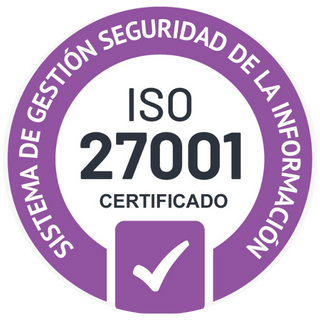 SISTEMA DE GESTIÓN SEGURIDAD DE LA INFORMACIÓN
ISO
27001
CERTIFICADO